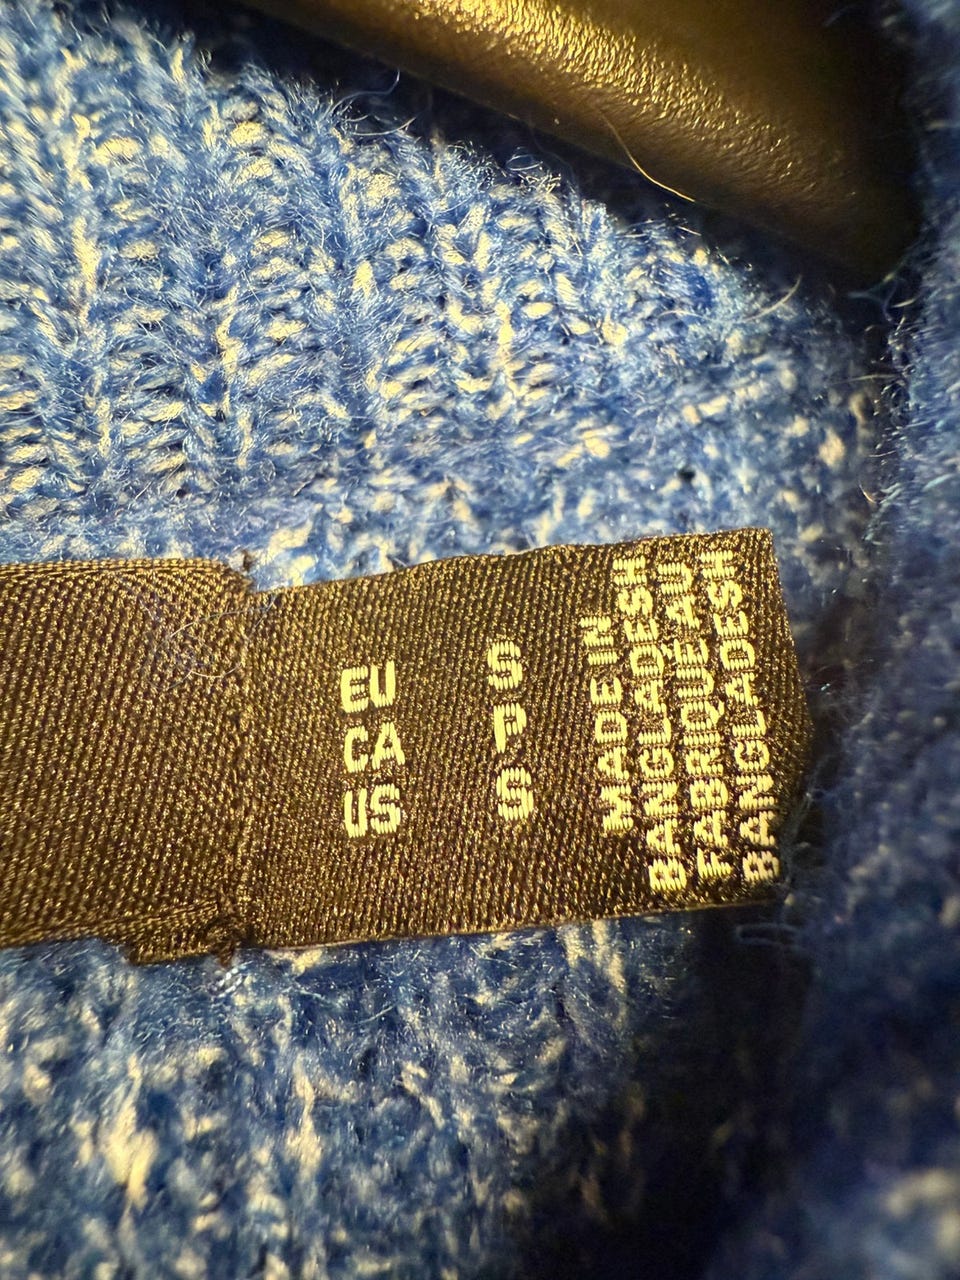 EU S
CA P
US S
MADE IN
BANGLADESH
FABRIQUÉ AU
BANGLADESH